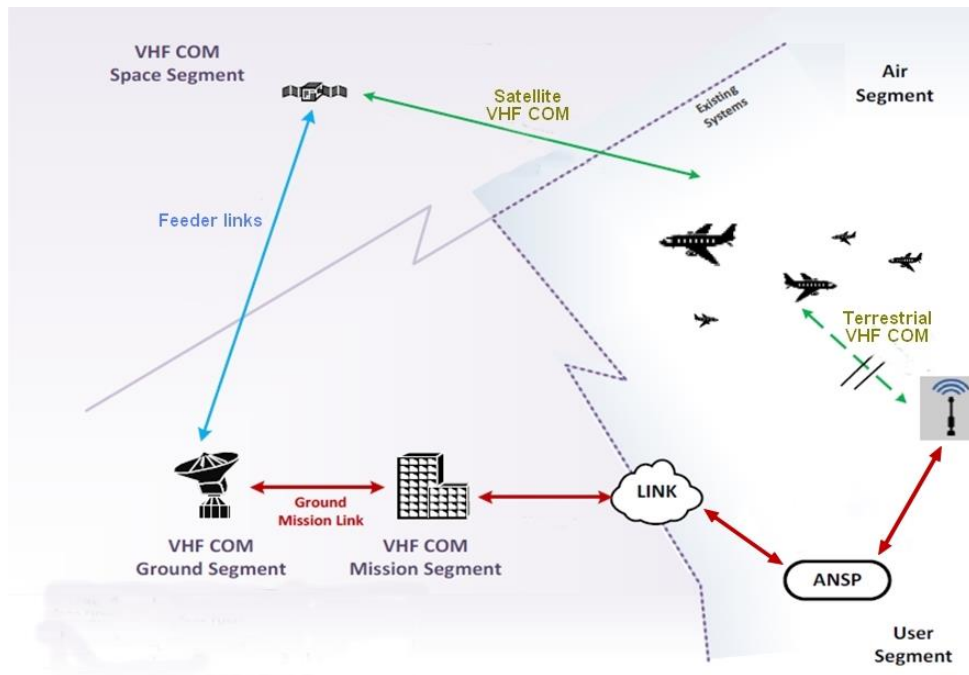 VHF COM
Space Segment
Satellite
VHF COM
Existing
Systems
Air
Segment
Feeder links
Terrestrial
VHF COM
Ground
Mission Link
LINK
VHF COM
Ground Segment
VHF COM
Mission Segment
ANSP
User
Segment